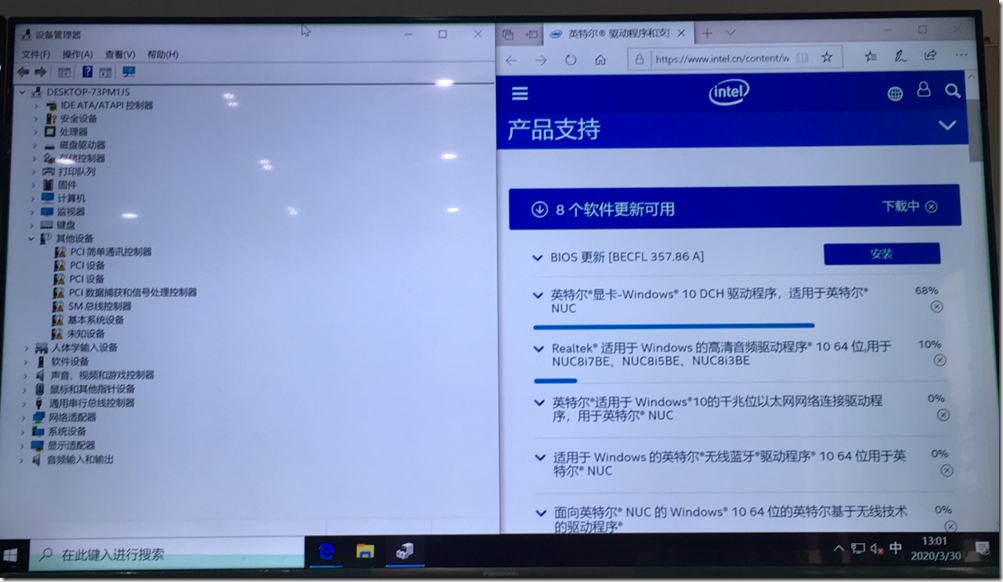 设备管理器
文件(F) 操作(A) 查看(V) 帮助(H)
DESKTOP-73PM1JS
IDE ATA/ATAPI 控制器
安全设备
处理器
磁盘驱动器
存储控制器
打印队列
固件
计算机
监视器
键盘
其他设备
PCI 简单通讯控制器
PCI 设备
PCI 设备
PCI 数据捕获和信号处理控制器
SM 总线控制器
基本系统设备
未知设备
人体学输入设备
软件设备
声音、视频和游戏控制器
鼠标和其他指针设备
通用串行总线控制器
网络适配器
系统设备
显示适配器
音频输入和输出
英特尔® 驱动程序和支
https://www.intel.cn/content/w
intel
产品支持
8 个软件更新可用 下载中
BIOS 更新 [BECFL 357.86 A] 安装
英特尔®显卡-Windows® 10 DCH 驱动程序，适用于英特尔® 68%
NUC
Realtek® 适用于 Windows 的高清音频驱动程序® 10 64 位,用于 10%
NUC8i7BE、NUC8i5BE、NUC8i3BE
英特尔®适用于 Windows®10的千兆位以太网网络连接驱动程 0%
序，用于英特尔® NUC
适用于 Windows 的英特尔®无线蓝牙®驱动程序® 10 64 位用于英 0%
特尔® NUC
面向英特尔® NUC 的 Windows® 10 64 位的英特尔基于无线技术 0%
的驱动程序®
在此键入进行搜索
中
13:01
2020/3/30